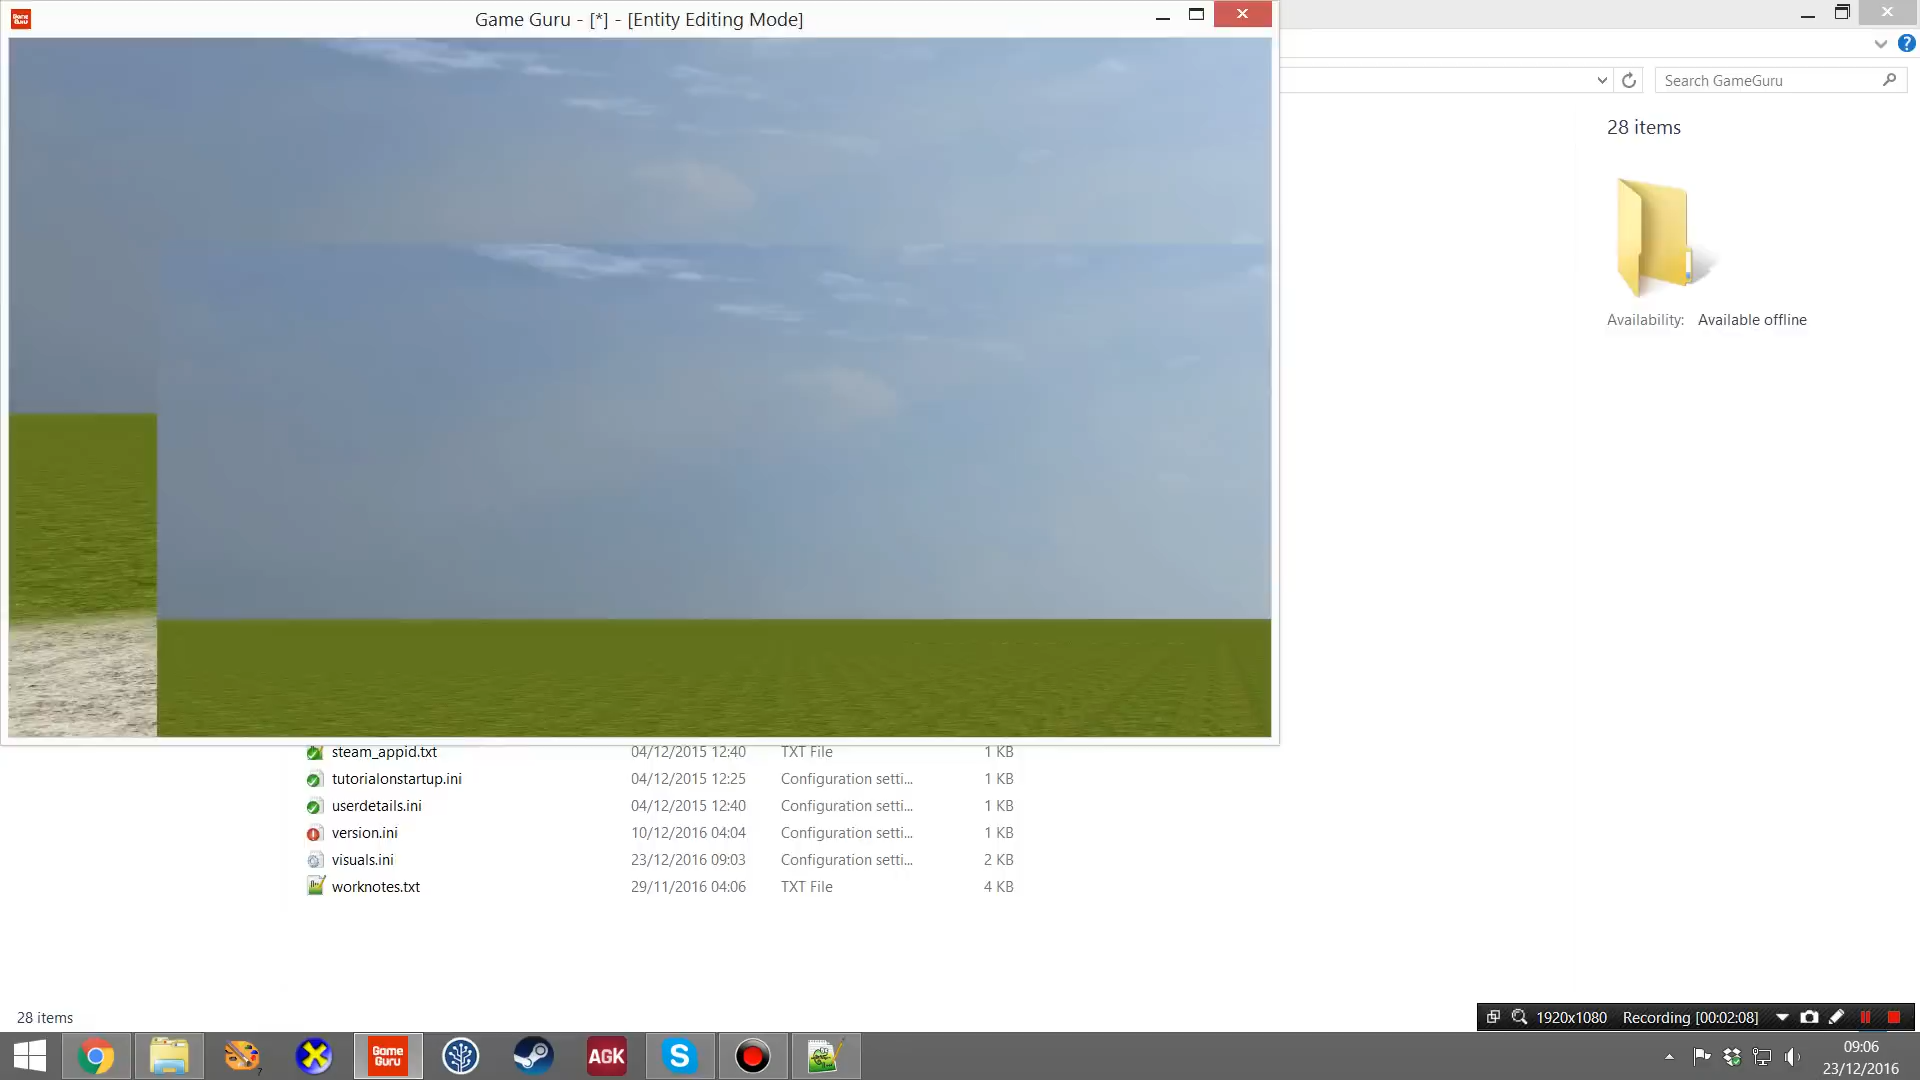 Game Guru - [*] - [Entity Editing Mode]
Search GameGuru
28 items
Availability: Available offline
steam_appid.txt 04/12/2015 12:40 TXT File 1 KB
tutorialonstartup.ini 04/12/2015 12:25 Configuration setti... 1 KB
userdetails.ini 04/12/2015 12:40 Configuration setti... 1 KB
version.ini 10/12/2016 04:04 Configuration setti... 1 KB
visuals.ini 23/12/2016 09:03 Configuration setti... 2 KB
worknotes.txt 29/11/2016 04:06 TXT File 4 KB
28 items
1920x1080 Recording [00:02:08]
Game
Guru
AGK
09:06
23/12/2016